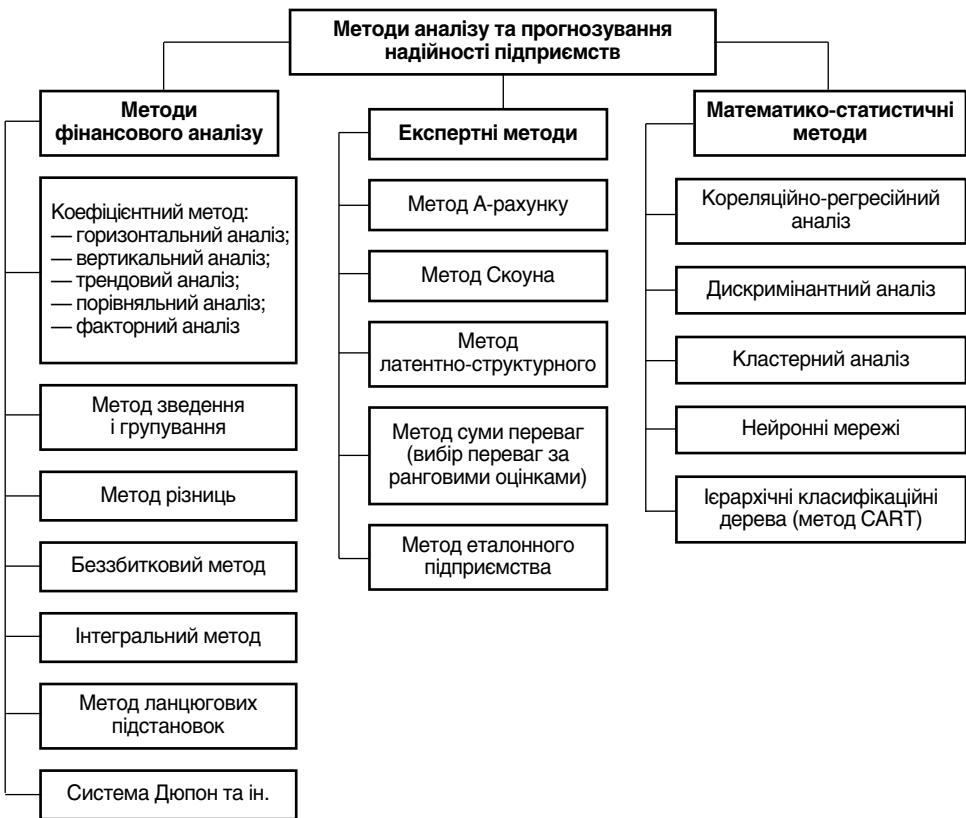 Методи аналізу та прогнозування
надійності підприємств
Методи
фінансового аналізу
Коефіцієнтний метод:
— горизонтальний аналіз;
— вертикальний аналіз;
— трендовий аналіз;
— порівняльний аналіз;
— факторний аналіз
Метод зведення
і групування
Метод різниць
Беззбитковий метод
Інтегральний метод
Метод ланцюгових
підстановок
Система Дюпон та ін.
Експертні методи
Метод А-рахунку
Метод Скоуна
Метод
латентно-структурного
Метод суми переваг
(вибір переваг за
ранговими оцінками)
Метод еталонного
підприємства
Математико-статистичні
методи
Кореляційно-регресійний
аналіз
Дискримінантний аналіз
Кластерний аналіз
Нейронні мережі
Ієрархічні класифікаційні
дерева (метод CART)